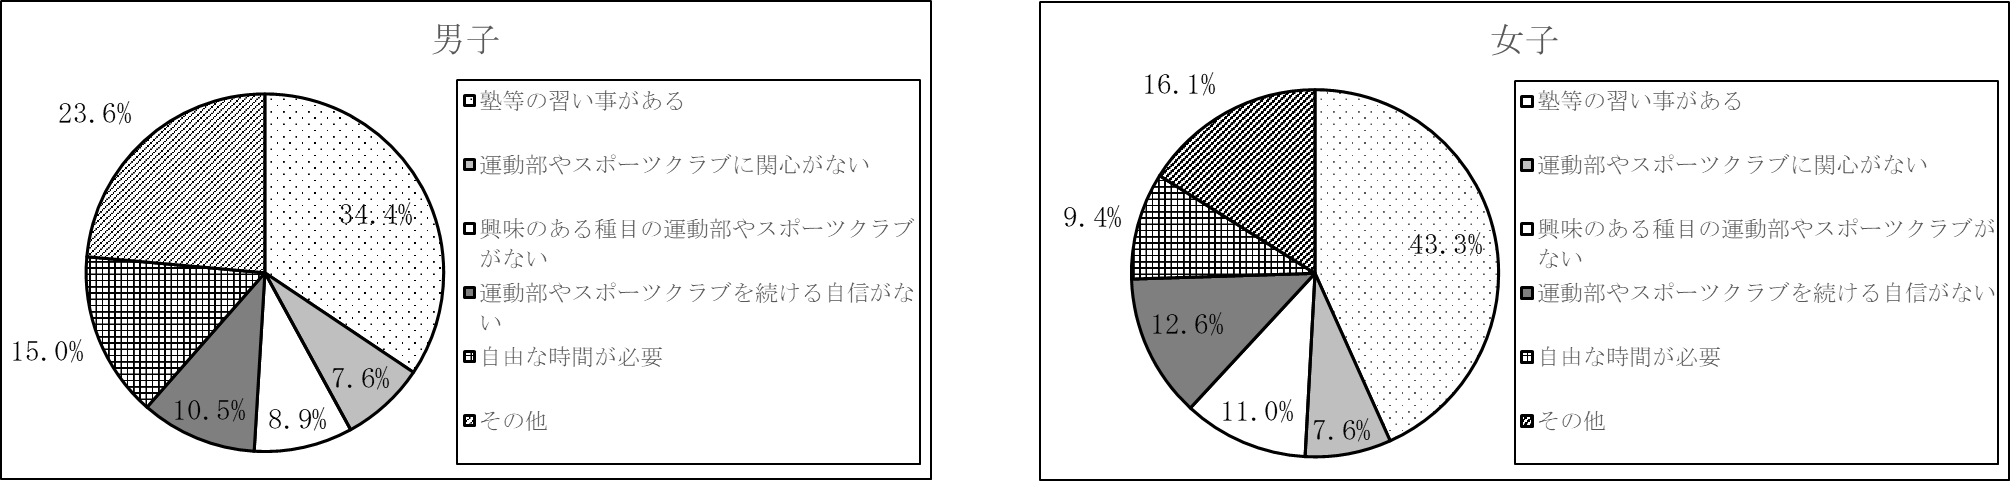 男子
23.6%
34.4%
15.0%
10.5%
8.9%
7.6%
塾等の習い事がある
運動部やスポーツクラブに関心がない
興味のある種目の運動部やスポーツクラブ
がない
運動部やスポーツクラブを続ける自信がな
い
自由な時間が必要
その他
女子
16.1%
9.4%
43.3%
12.6%
11.0%
7.6%
塾等の習い事がある
運動部やスポーツクラブに関心がない
興味のある種目の運動部やスポーツクラブが
ない
運動部やスポーツクラブを続ける自信がない
自由な時間が必要
その他